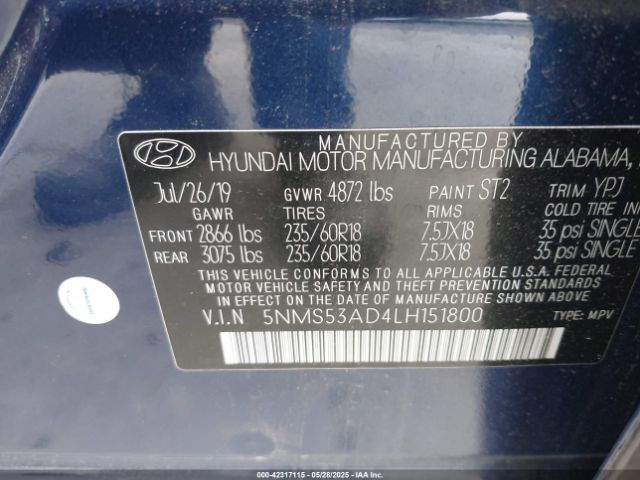 MANUFACTURED BY
HYUNDAI MOTOR MANUFACTURING ALABAMA,
Jul/26/19 GVWR 4872 lbs PAINT ST2 TRIM YPJ
GAWR TIRES RIMS COLD TIRE IN
FRONT 2866 lbs 235/60R18 7.5JX18 35 psi SINGLE
REAR 3075 lbs 235/60R18 7.5JX18 35 psi SINGLE
THIS VEHICLE CONFORMS TO ALL APPLICABLE U.S.A. FEDERAL
MOTOR VEHICLE SAFETY AND THEFT PREVENTION STANDARDS
IN EFFECT ON THE DATE OF MANUFACTURE SHOWN ABOVE.
V.I.N 5NMS53AD4LH151800 TYPE: MPV
000-42317115 - 05/28/2025 - IAAI.COM